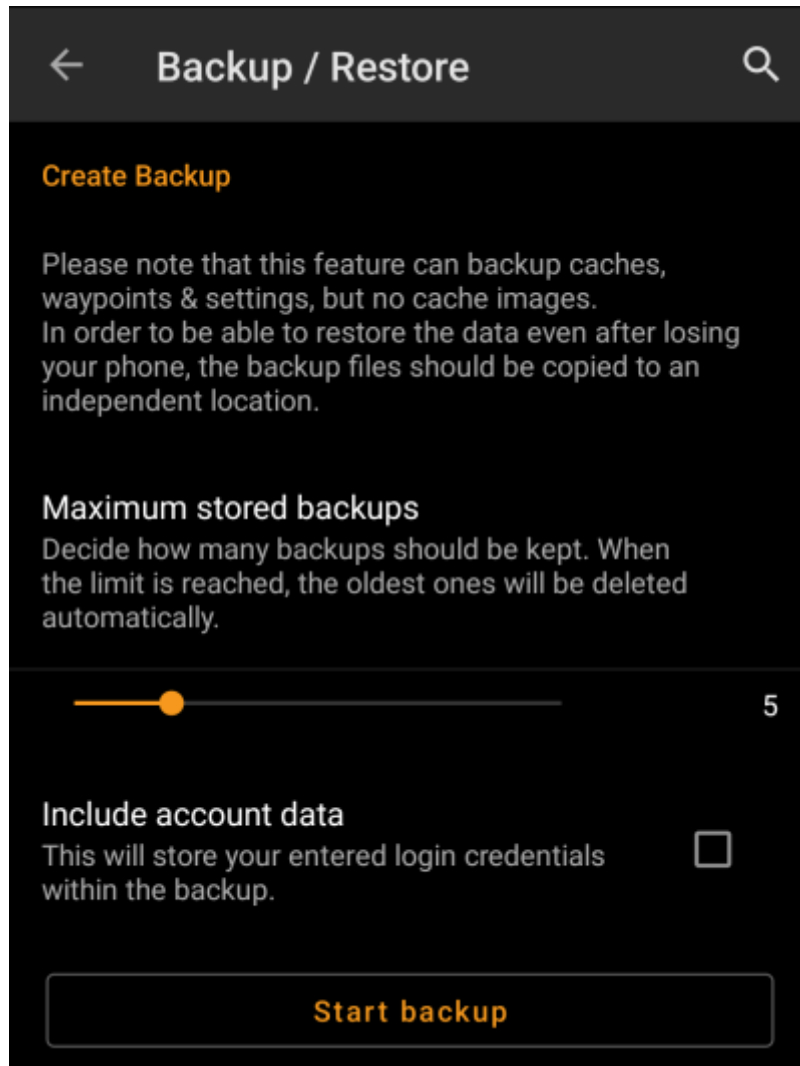 Backup / Restore
Create Backup
Please note that this feature can backup caches,
waypoints & settings, but no cache images.
In order to be able to restore the data even after losing
your phone, the backup files should be copied to an
independent location.
Maximum stored backups
Decide how many backups should be kept. When
the limit is reached, the oldest ones will be deleted
automatically.
5
Include account data
This will store your entered login credentials
within the backup.
Start backup